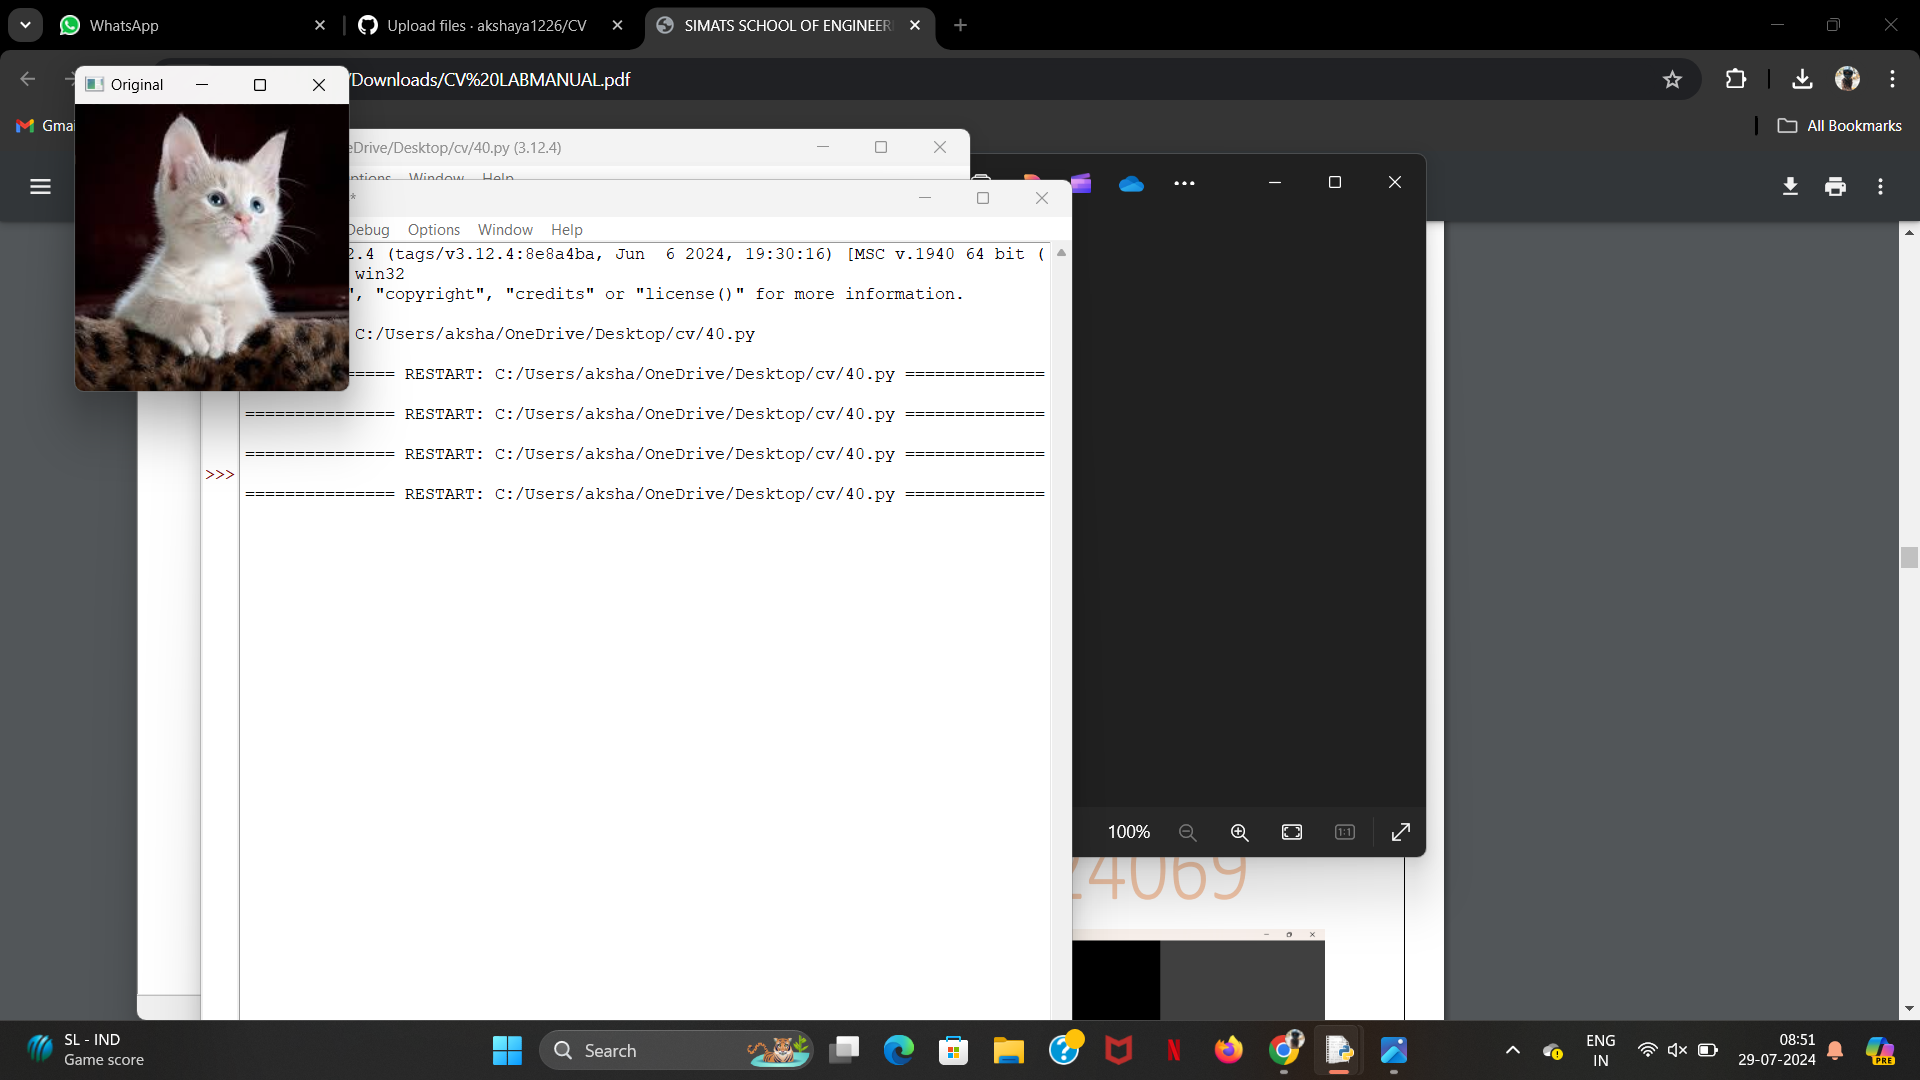 WhatsApp
Upload files · akshaya1226/CV
SIMATS SCHOOL OF ENGINEER
/Downloads/CV%20LABMANUAL.pdf
Original
Gmai
All Bookmarks
eDrive/Desktop/cv/40.py (3.12.4)
ptions Window Help
*
Debug Options Window Help
2.4 (tags/v3.12.4:8e8a4ba, Jun  6 2024, 19:30:16) [MSC v.1940 64 bit (
win32
", "copyright", "credits" or "license()" for more information.
C:/Users/aksha/OneDrive/Desktop/cv/40.py
===== RESTART: C:/Users/aksha/OneDrive/Desktop/cv/40.py ==============
=============== RESTART: C:/Users/aksha/OneDrive/Desktop/cv/40.py ==============
=============== RESTART: C:/Users/aksha/OneDrive/Desktop/cv/40.py ==============
>>>
=============== RESTART: C:/Users/aksha/OneDrive/Desktop/cv/40.py ==============
100%
1:1
24069
SL - IND
Game score
Search
PRE
ENG
IN
08:51
29-07-2024